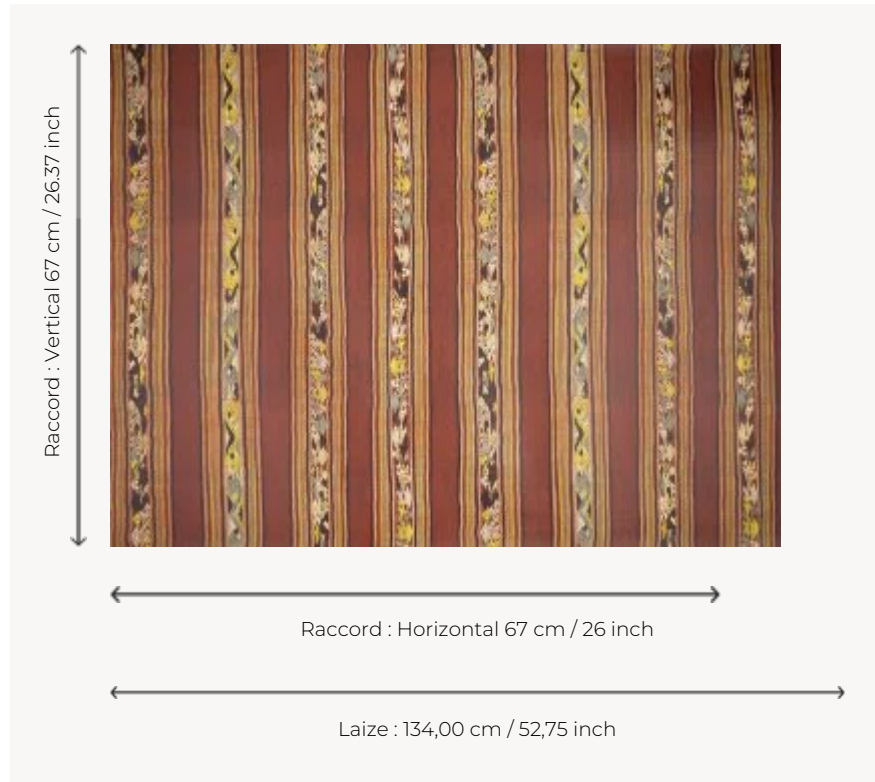 Raccord : Vertical 67 cm / 26.37 inch
Raccord : Horizontal 67 cm / 26 inch
Laize : 134,00 cm / 52,75 inch